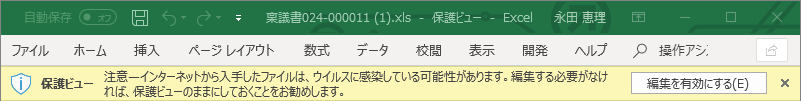 自動保存 オフ 稟議書024-000011 (1).xls - 保護ビュー - Excel 永田 恵理
ファイル ホーム 挿入 ページ レイアウト 数式 データ 校閲 表示 開発 ヘルプ 操作アシ
保護ビュー 注意—インターネットから入手したファイルは、ウイルスに感染している可能性があります。編集する必要がなけ
れば、保護ビューのままにしておくことをお勧めします。 編集を有効にする(E)